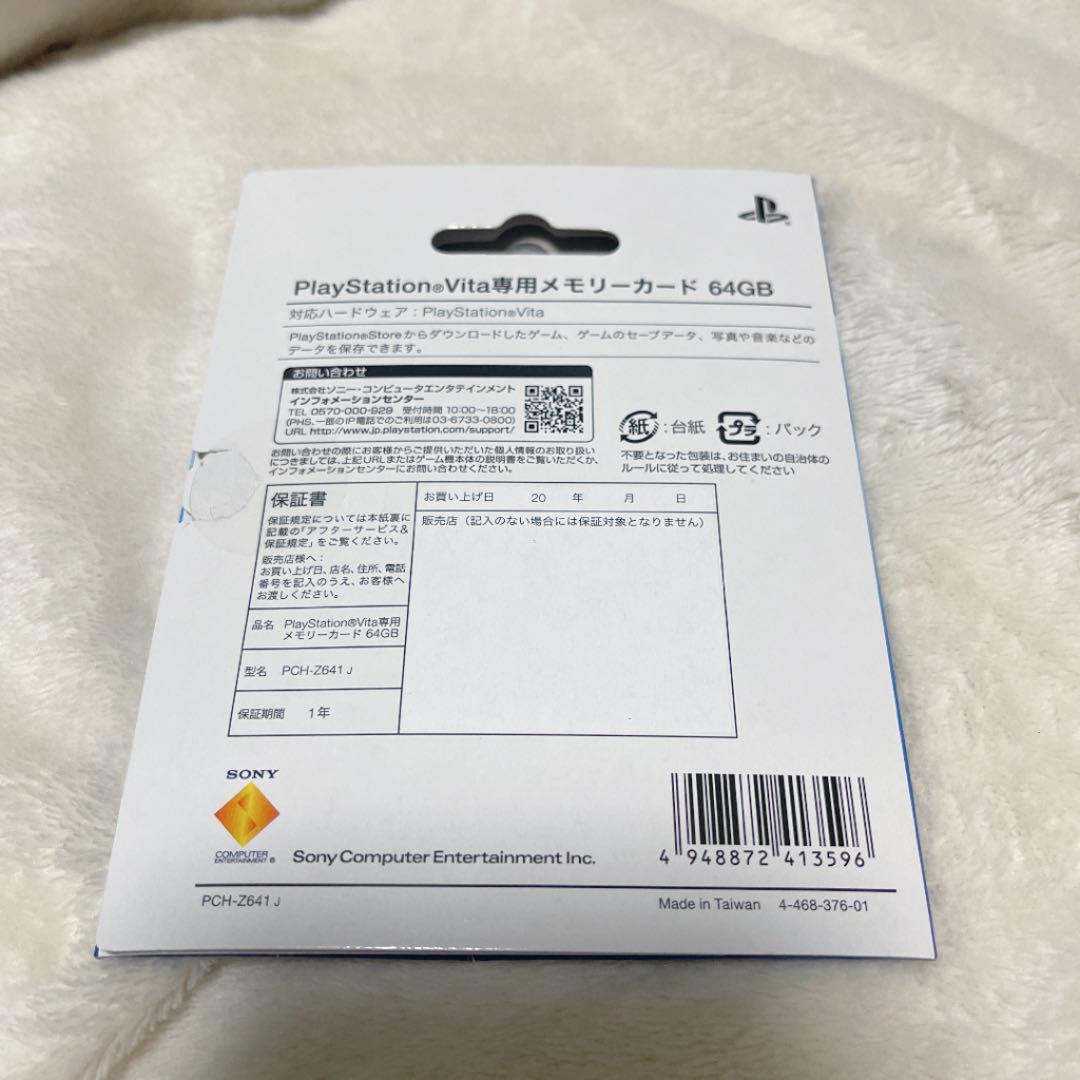 PlayStation®Vita専用メモリーカード 64GB
対応ハードウェア：PlayStation®Vita
PlayStation®Storeからダウンロードしたゲーム、ゲームのセーブデータ、写真や音楽などの
データを保存できます。
お問い合わせ
株式会社ソニー・コンピュータエンタテインメント
インフォメーションセンター
TEL 0570-000-929 受付時間 10:00～18:00
(PHS、一部のIP電話でのご利用は03-6733-0800)
URL http://www.jp.playstation.com/support/
お問い合わせの際にお客様からご提供いただいた個人情報のお取り扱い
につきましては、上記URLまたはゲーム機本体の説明書をご覧いただくか、
インフォメーションセンターにお問い合わせください。
紙：台紙 プラ：パック
不要となった包装は、お住まいの自治体の
ルールに従って処理してください
保証書
保証規定については本紙裏に
記載の「アフターサービス&
保証規定」をご覧ください。
販売店様へ：
お買い上げ日、店名、住所、電話
番号を記入のうえ、お客様へ
お渡しください。
お買い上げ日 20 年 月 日
販売店（記入のない場合には保証対象となりません）
品名 PlayStation®Vita専用
メモリーカード 64GB
型名 PCH-Z641 J
保証期間 1年
SONY
COMPUTER
ENTERTAINMENT®
Sony Computer Entertainment Inc.
4 948872 413596
PCH-Z641 J
Made in Taiwan 4-468-376-01